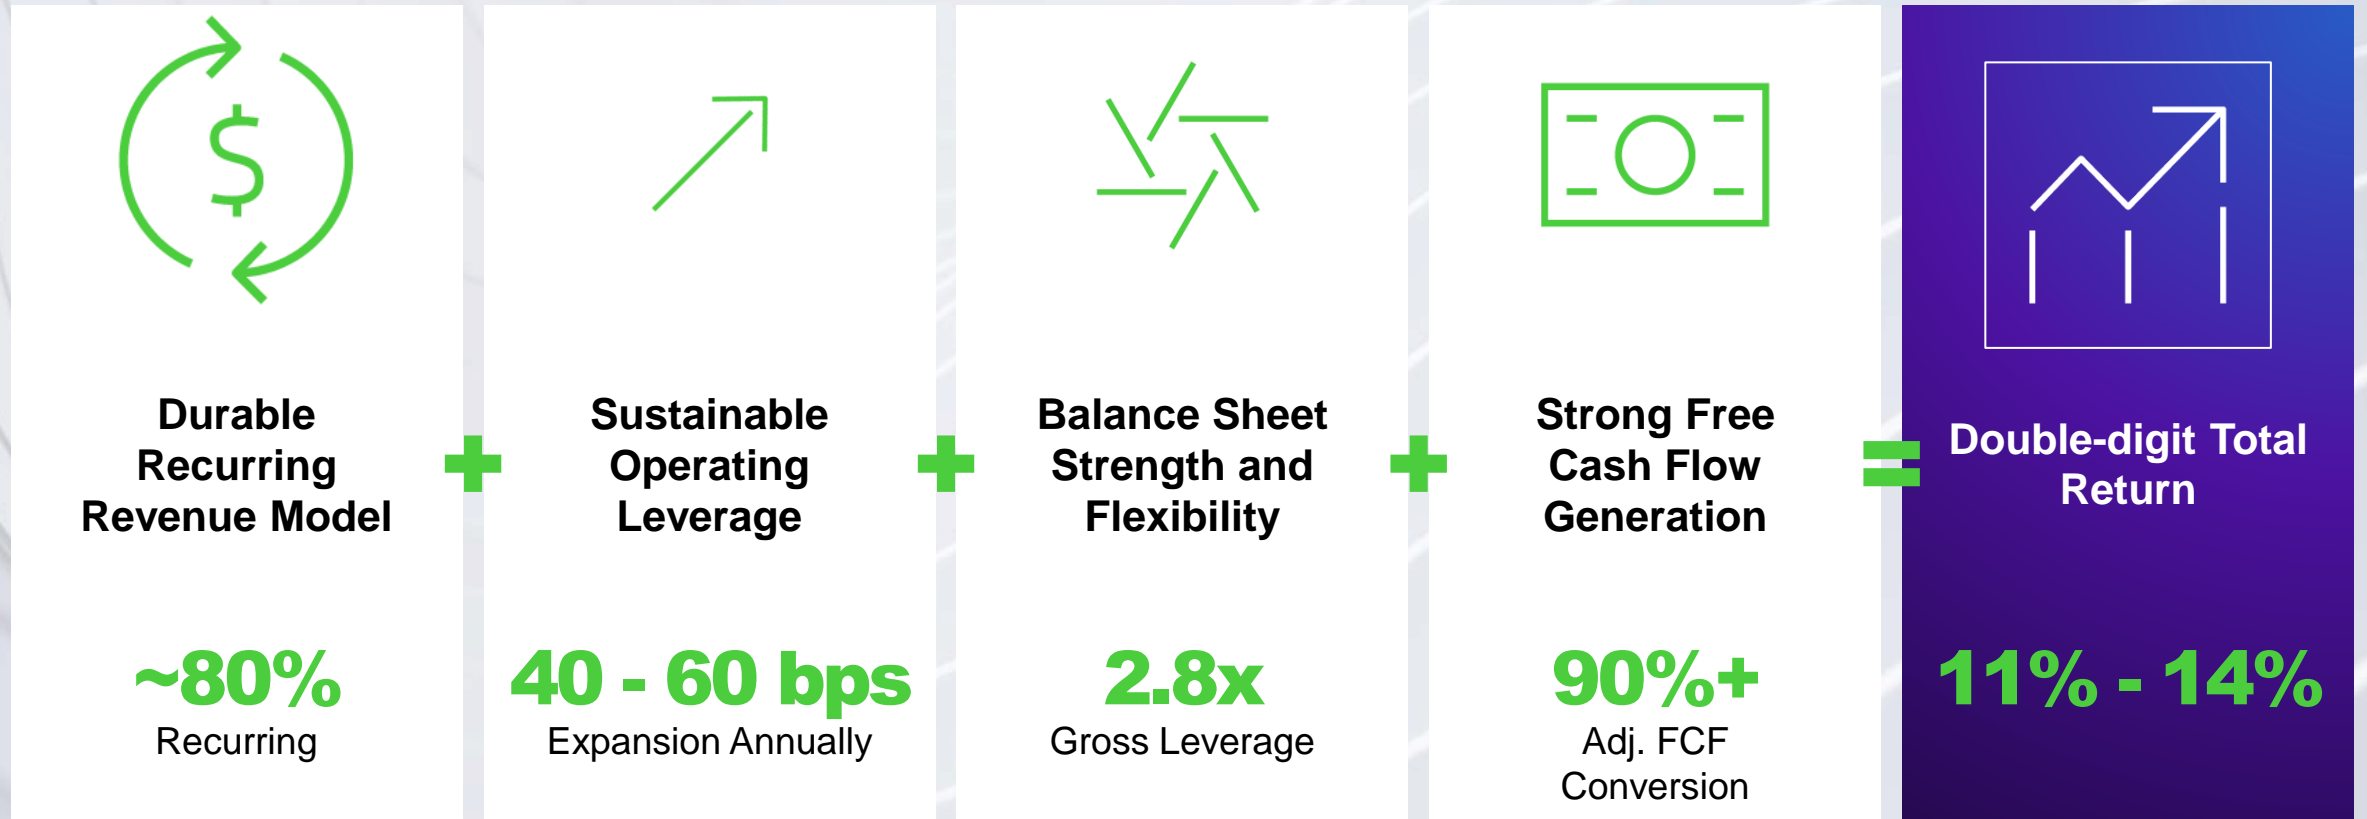 $
Durable
Recurring
Revenue Model
~80%
Recurring
+
Sustainable
Operating
Leverage
40 - 60 bps
Expansion Annually
+
Balance Sheet
Strength and
Flexibility
2.8x
Gross Leverage
+
Strong Free
Cash Flow
Generation
90%+
Adj. FCF
Conversion
=
Double-digit Total
Return
11% - 14%